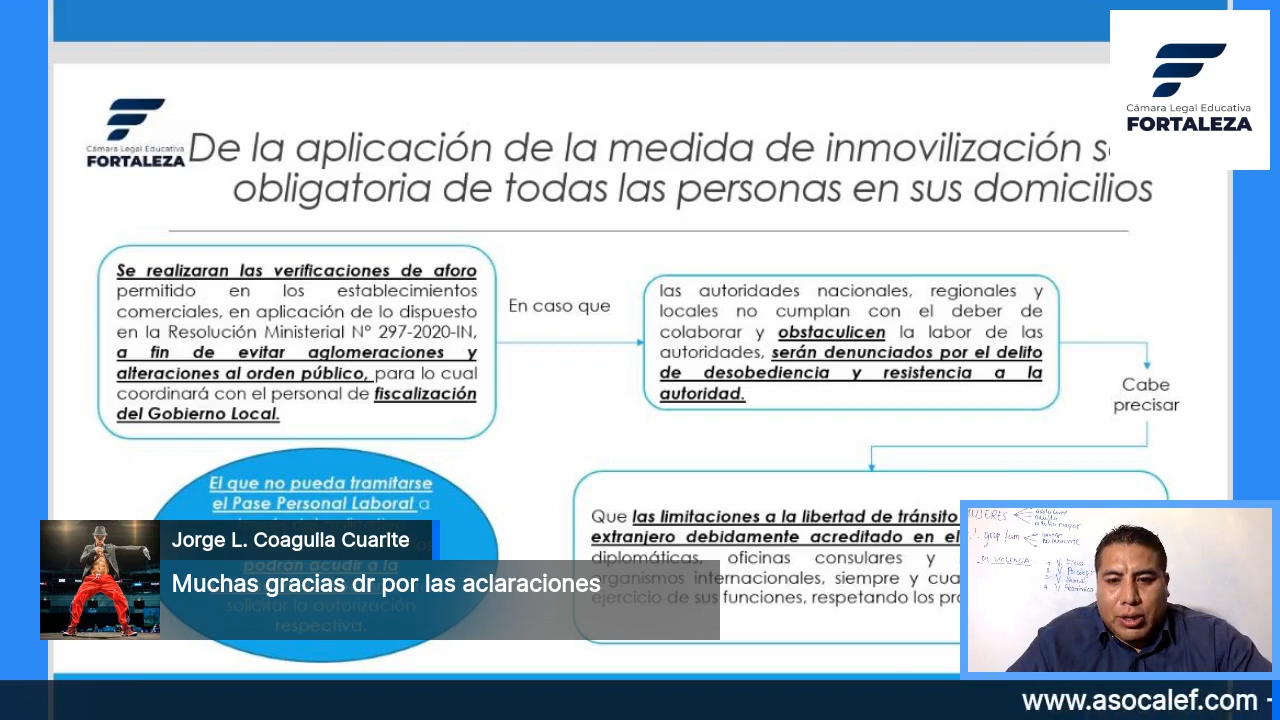 Cámara Legal Educativa
FORTALEZA
Cámara Legal Educativa
FORTALEZA
De la aplicación de la medida de inmovilización
obligatoria de todas las personas en sus domicilios
Se realizaran las verificaciones de aforo
permitido en los establecimientos
comerciales, en aplicación de lo dispuesto
en la Resolución Ministerial N° 297-2020-IN,
a fin de evitar aglomeraciones y
alteraciones al orden público, para lo cual
coordinará con el personal de fiscalización
del Gobierno Local.
En caso que
las autoridades nacionales, regionales y
locales no cumplan con el deber de
colaborar y obstaculicen la labor de las
autoridades, serán denunciados por el delito
de desobediencia y resistencia a la
autoridad.
Cabe
precisar
El que no pueda tramitarse
el Pase Personal Laboral a
podrán acudir a la
solicitar la autorización
respectiva.
Que las limitaciones a la libertad de tránsito
extranjero debidamente acreditado en el
diplomáticas, oficinas consulares y
organismos internacionales, siempre y
ejercicio de sus funciones, respetando los
Jorge L. Coagulla Cuarite
Muchas gracias dr por las aclaraciones
www.asocalef.com -